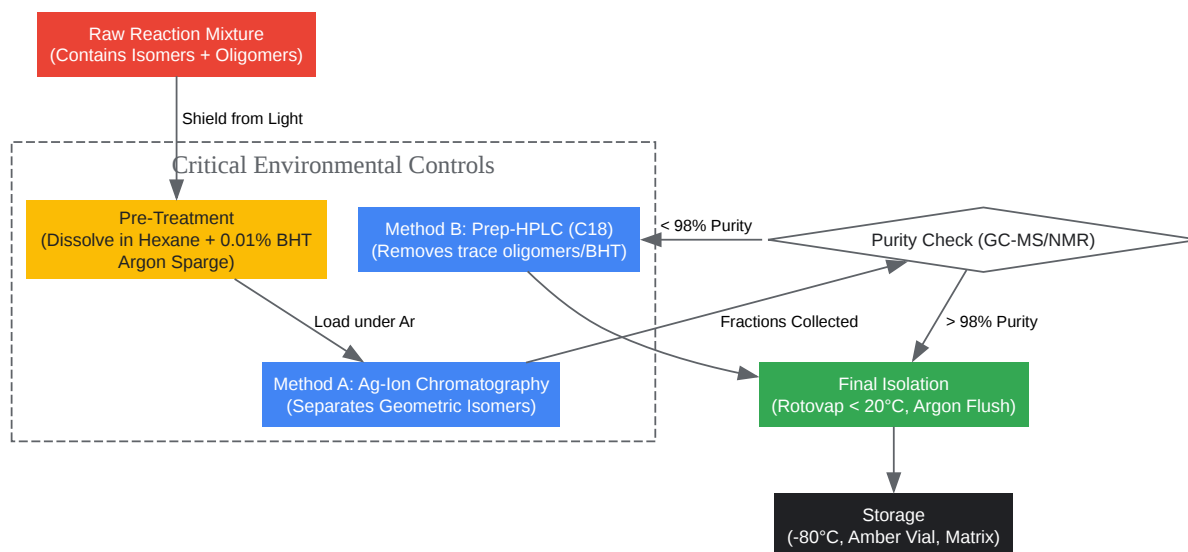 Raw Reaction Mixture
(Contains Isomers + Oligomers)
Shield from Light
Critical Environmental Controls
Pre-Treatment
(Dissolve in Hexane + 0.01% BHT
Argon Sparge)
Method B: Prep-HPLC (C18)
(Removes trace oligomers/BHT)
< 98% Purity
Purity Check (GC-MS/NMR)
Load under Ar
Fractions Collected
> 98% Purity
Method A: Ag-Ion Chromatography
(Separates Geometric Isomers)
Final Isolation
(Rotovap < 20°C, Argon Flush)
Storage
(-80°C, Amber Vial, Matrix)